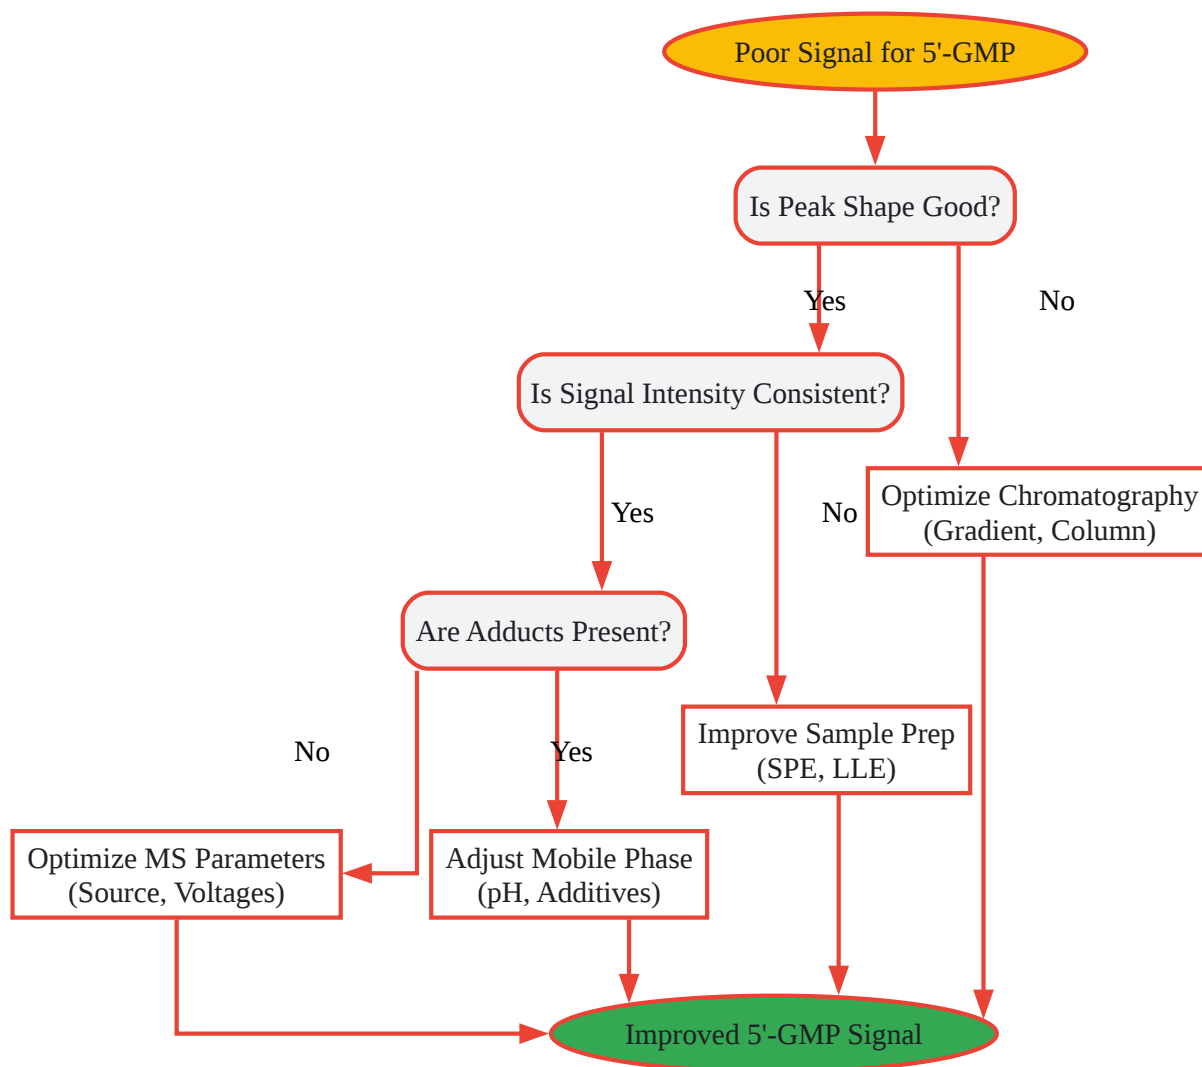 Poor Signal for 5'-GMP
Is Peak Shape Good?
Yes
No
Is Signal Intensity Consistent?
Yes
No
Optimize Chromatography
(Gradient, Column)
Are Adducts Present?
No
Yes
Improve Sample Prep
(SPE, LLE)
Optimize MS Parameters
(Source, Voltages)
Adjust Mobile Phase
(pH, Additives)
Improved 5'-GMP Signal